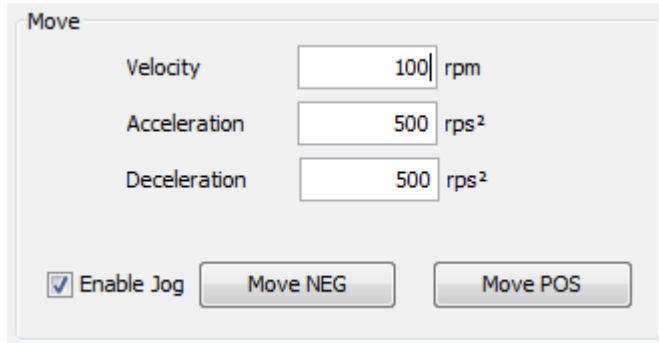 Move
Velocity 100 rpm
Acceleration 500 rps²
Deceleration 500 rps²
Enable Jog Move NEG Move POS